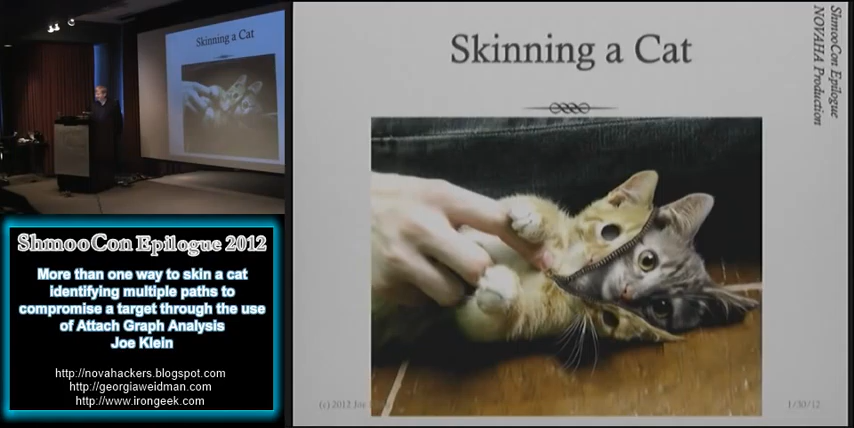 Skinning a Cat
Skinning a Cat
ShmooCon Epilogue
NOVAHA Production
ShmooCon Epilogue 2012
More than one way to skin a cat
identifying multiple paths to
compromise a target through the use
of Attach Graph Analysis
Joe Klein
http://novahackers.blogspot.com
http://georgiaweidman.com
http://www.irongeek.com
(c) 2012 Joe
1/30/12